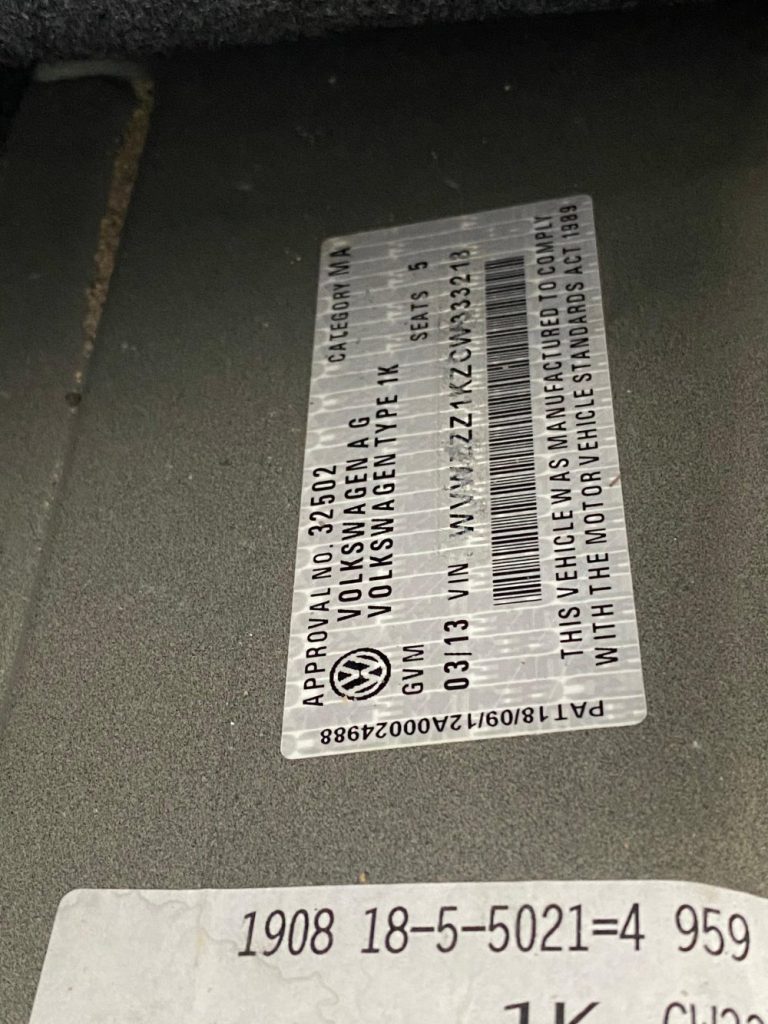 APPROVAL NO. 32502 CATEGORY MA
VOLKSWAGEN AG
VOLKSWAGEN TYPE 1K
GVM SEATS 5
03/13 VIN
THIS VEHICLE WAS MANUFACTURED TO COMPLY
WITH THE MOTOR VEHICLE STANDARDS ACT 1989
PAT18/09/12A00024988
1908 18-5-5021=4 959
1K